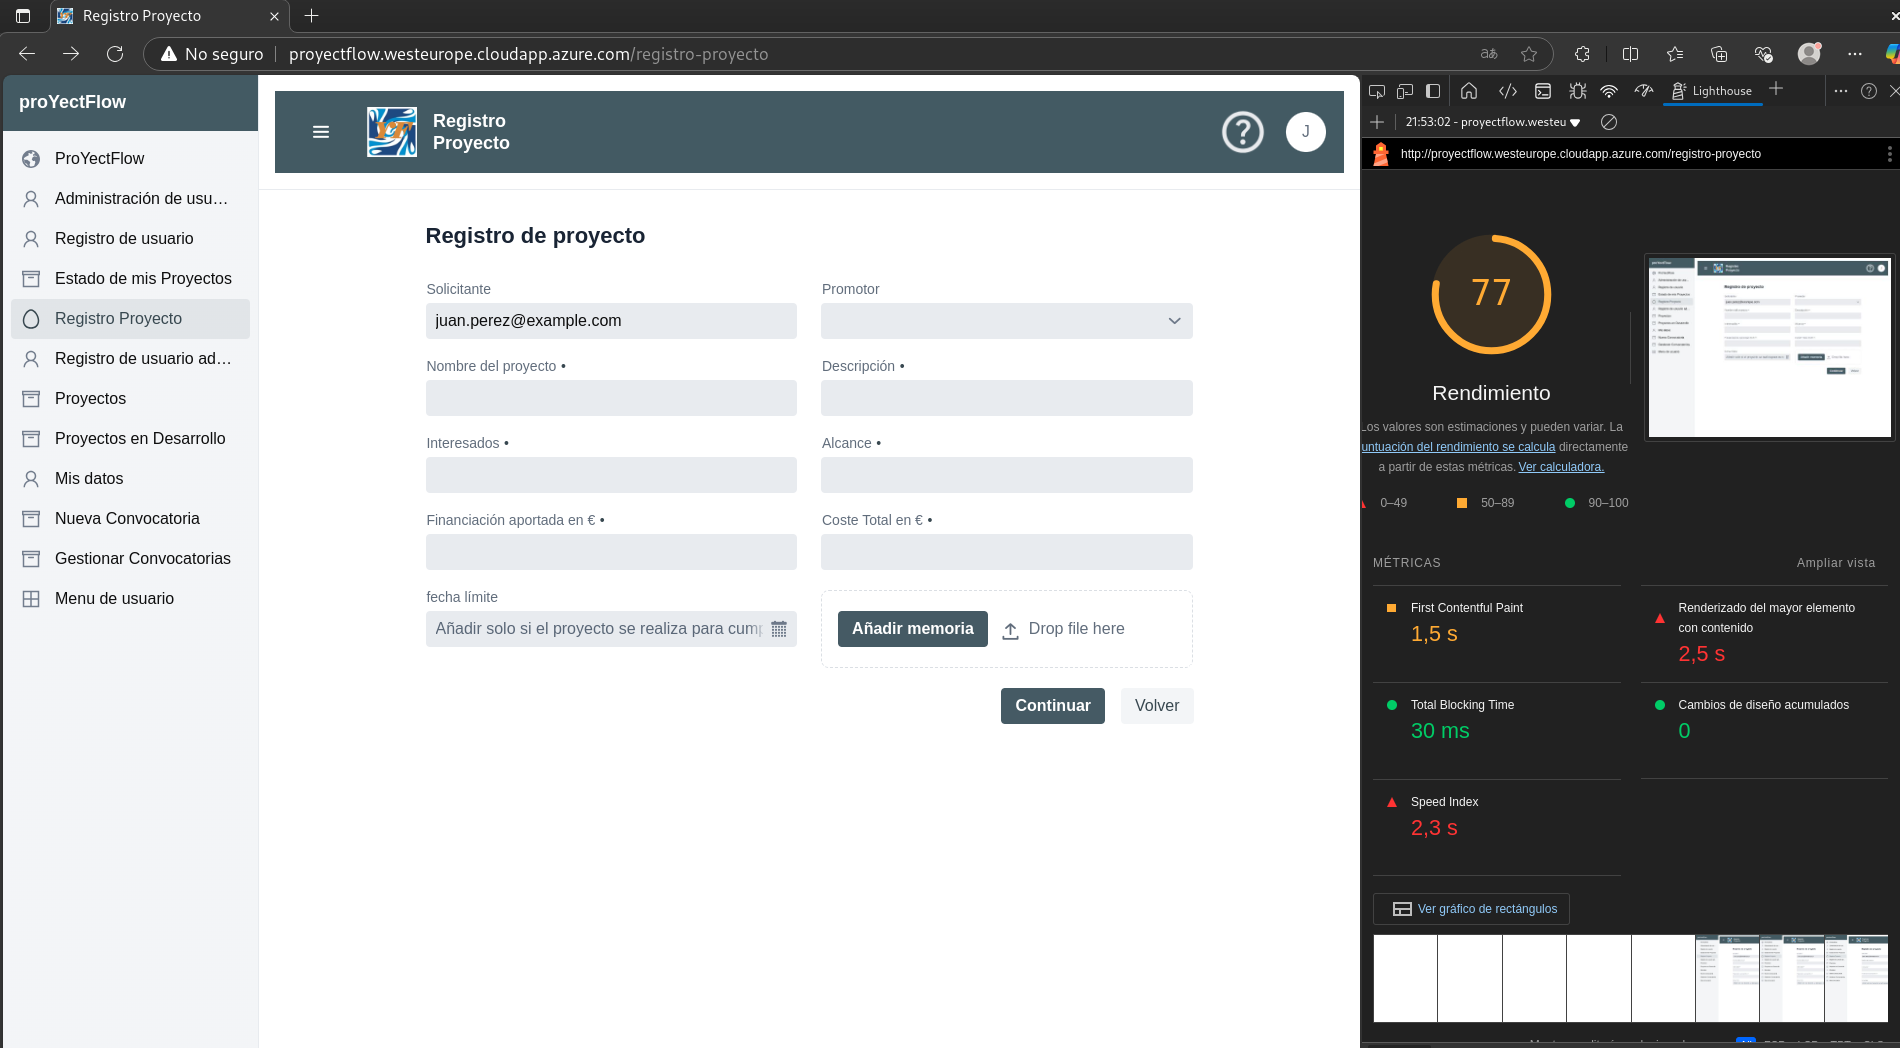 Registro Proyecto
No seguro
proyectflow.westeurope.cloudapp.azure.com/registro-proyecto
proYectFlow
ProYectFlow
Administración de usu…
Registro de usuario
Estado de mis Proyectos
Registro Proyecto
Registro de usuario ad…
Proyectos
Proyectos en Desarrollo
Mis datos
Nueva Convocatoria
Gestionar Convocatorias
Menu de usuario
YF
Registro
Proyecto
J
Registro de proyecto
Solicitante
juan.perez@example.com
Promotor
Nombre del proyecto •
Descripción •
Interesados •
Alcance •
Financiación aportada en € •
Coste Total en € •
fecha límite
Añadir solo si el proyecto se realiza para cump
Añadir memoria
Drop file here
Continuar
Volver
Lighthouse
21:53:02 - proyectflow.westeu
http://proyectflow.westeurope.cloudapp.azure.com/registro-proyecto
77
Rendimiento
Los valores son estimaciones y pueden variar. La
untuación del rendimiento se calcula directamente
a partir de estas métricas. Ver calculadora.
0–49
50–89
90–100
MÉTRICAS
Ampliar vista
First Contentful Paint
1,5 s
Renderizado del mayor elemento
con contenido
2,5 s
Total Blocking Time
30 ms
Cambios de diseño acumulados
0
Speed Index
2,3 s
Ver gráfico de rectángulos